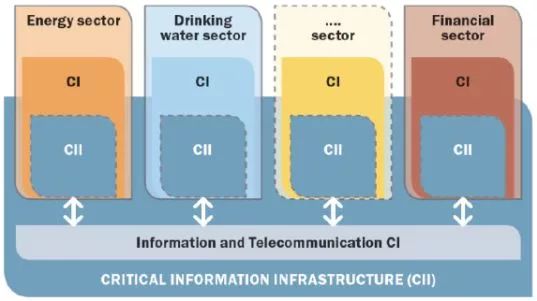 Energy sector
Drinking
water sector
....
sector
Financial
sector
CI
CI
CI
CI
CII
CII
CII
CII
Information and Telecommunication CI
CRITICAL INFORMATION INFRASTRUCTURE (CII)